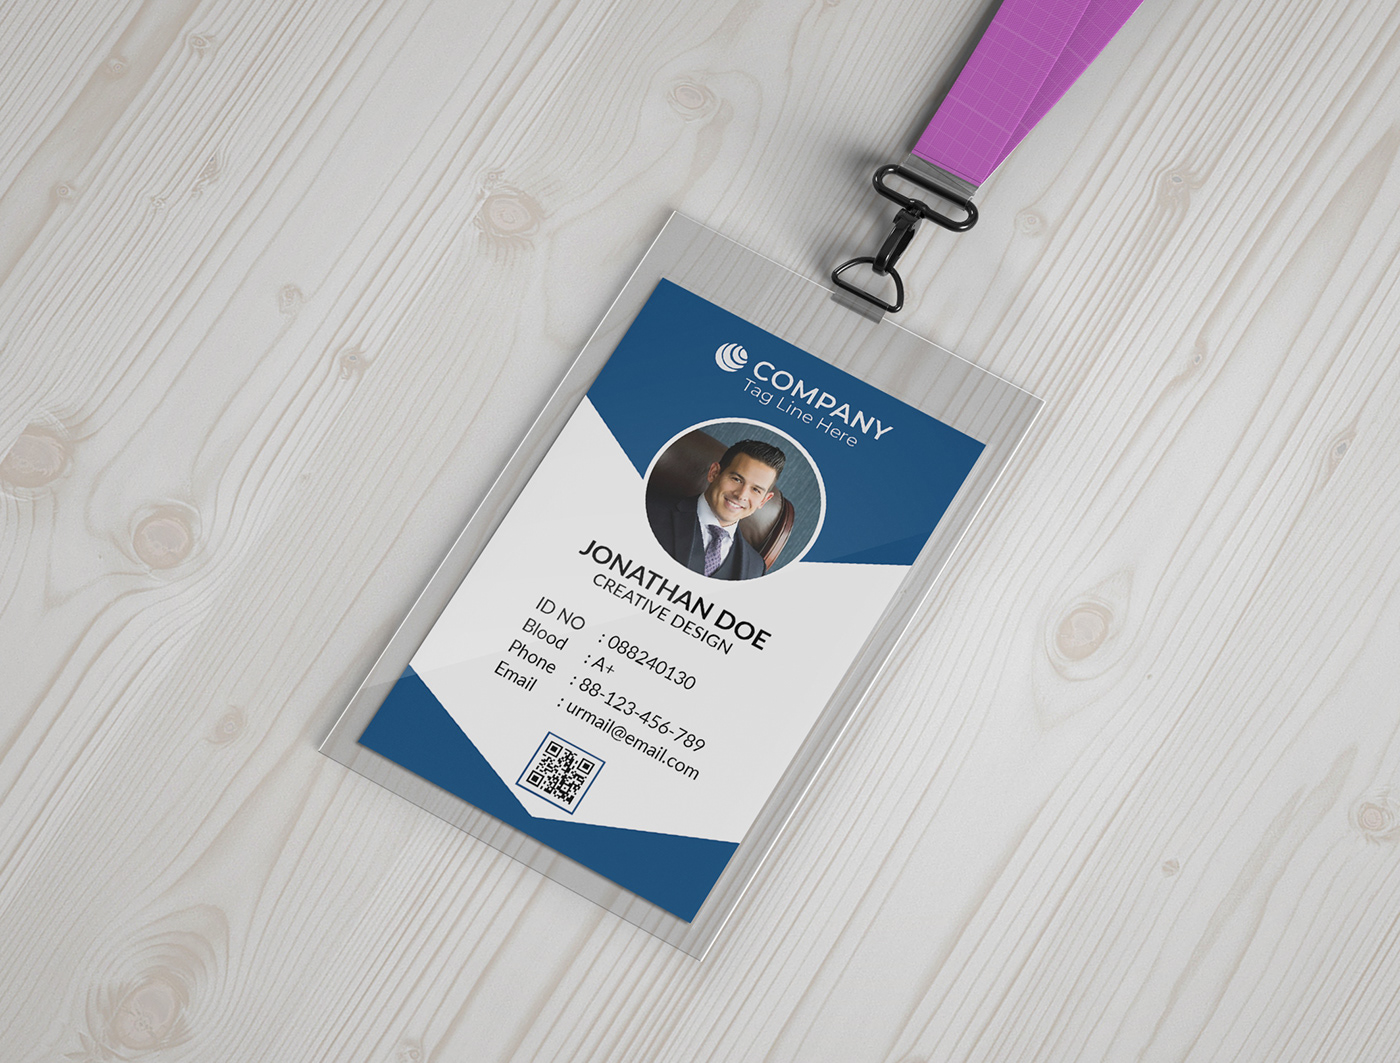 COMPANY
Tag Line Here
JONATHAN DOE
CREATIVE DESIGN
ID NO : 088240130
Blood : A+
Phone : 88-123-456-789
Email : urmail@email.com